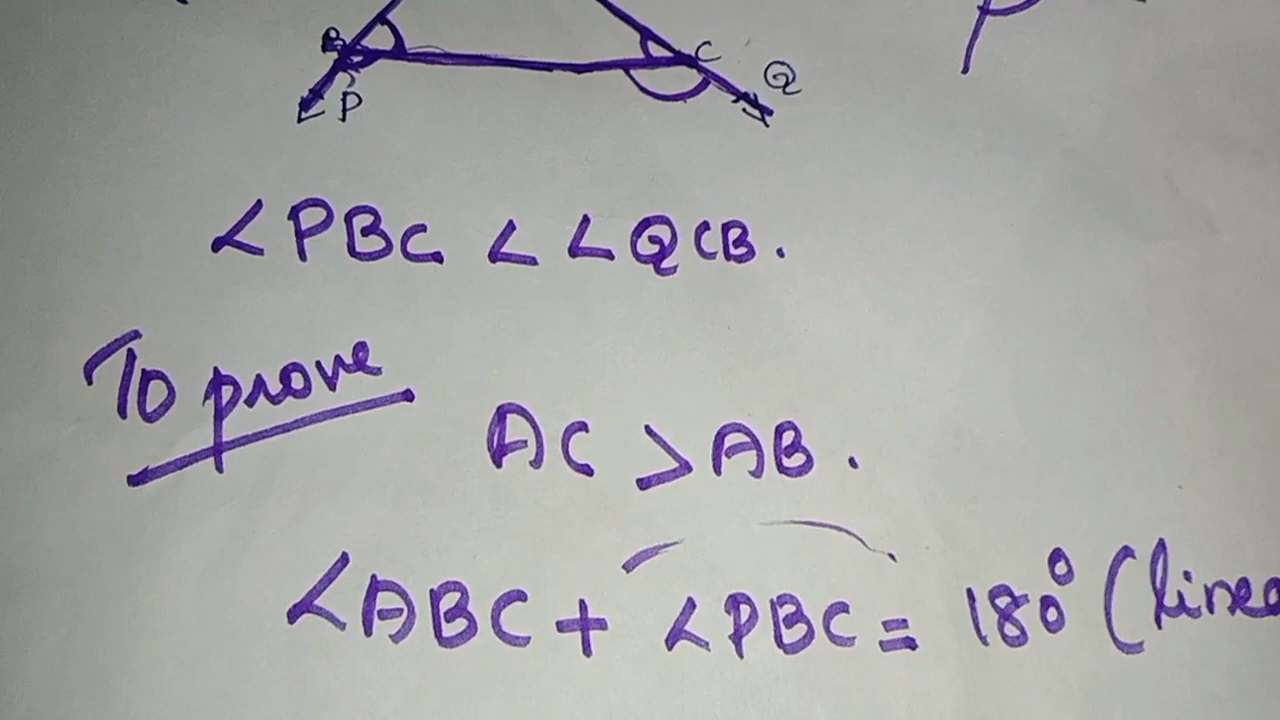 B C Q
P
∠PBC < ∠QCB.
To prove
AC > AB.
∠ABC + ∠PBC = 180° (linea